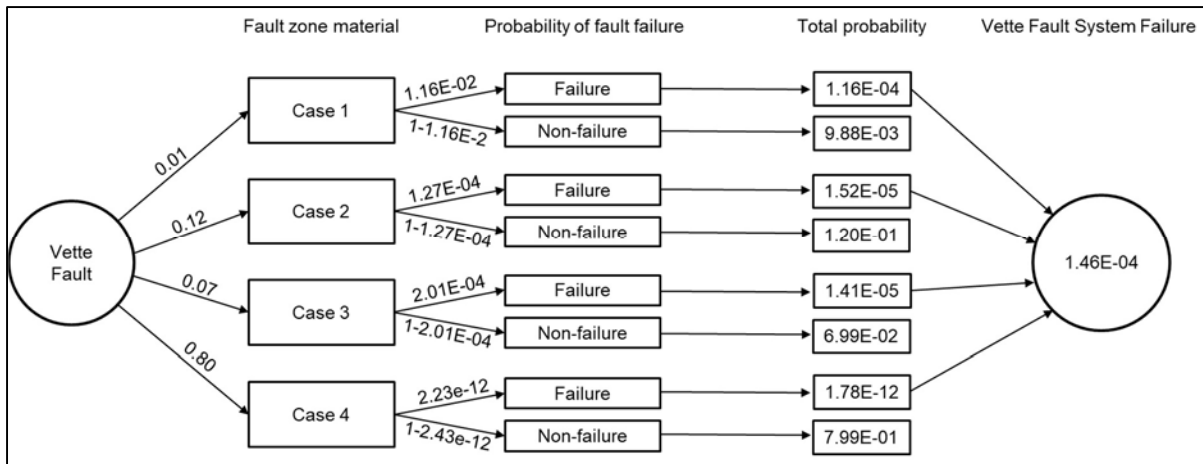 Fault zone material
Probability of fault failure
Total probability
Vette Fault System Failure
Vette
Fault
0.01
0.12
0.07
0.80
Case 1
1.16E-02
1-1.16E-2
Failure
1.16E-04
Non-failure
9.88E-03
Case 2
1.27E-04
1-1.27E-04
Failure
1.52E-05
Non-failure
1.20E-01
Case 3
2.01E-04
1-2.01E-04
Failure
1.41E-05
Non-failure
6.99E-02
Case 4
2.23e-12
1-2.43e-12
Failure
1.78E-12
Non-failure
7.99E-01
1.46E-04